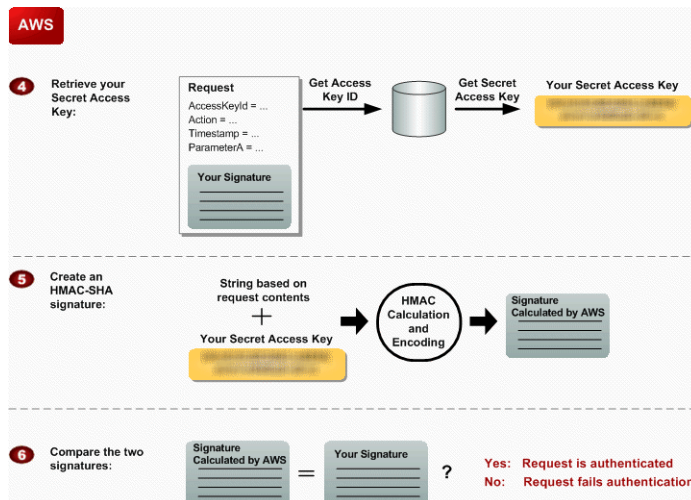 AWS
4
Retrieve your
Secret Access
Key:
Request
AccessKeyId = ...
Action = ...
Timestamp = ...
ParameterA = ...
Your Signature
Get Access
Key ID
Get Secret
Access Key
Your Secret Access Key
5
Create an
HMAC-SHA
signature:
String based on
request contents
+
Your Secret Access Key
HMAC
Calculation
and
Encoding
Signature
Calculated by AWS
6
Compare the two
signatures:
Signature
Calculated by AWS
=
Your Signature
?
Yes: Request is authenticated
No: Request fails authentication